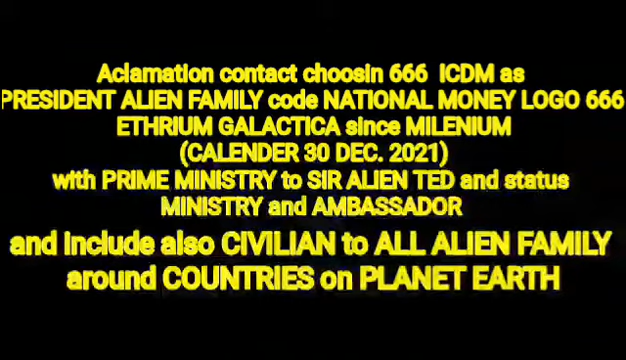 Aclamation contact choosin 666 ICDM as
PRESIDENT ALIEN FAMILY code NATIONAL MONEY LOGO 666
ETHRIUM GALACTICA since MILENIUM
(CALENDER 30 DEC. 2021)
with PRIME MINISTRY to SIR ALIEN TED and status
MINISTRY and AMBASSADOR
and include also CIVILIAN to ALL ALIEN FAMILY
around COUNTRIES on PLANET EARTH